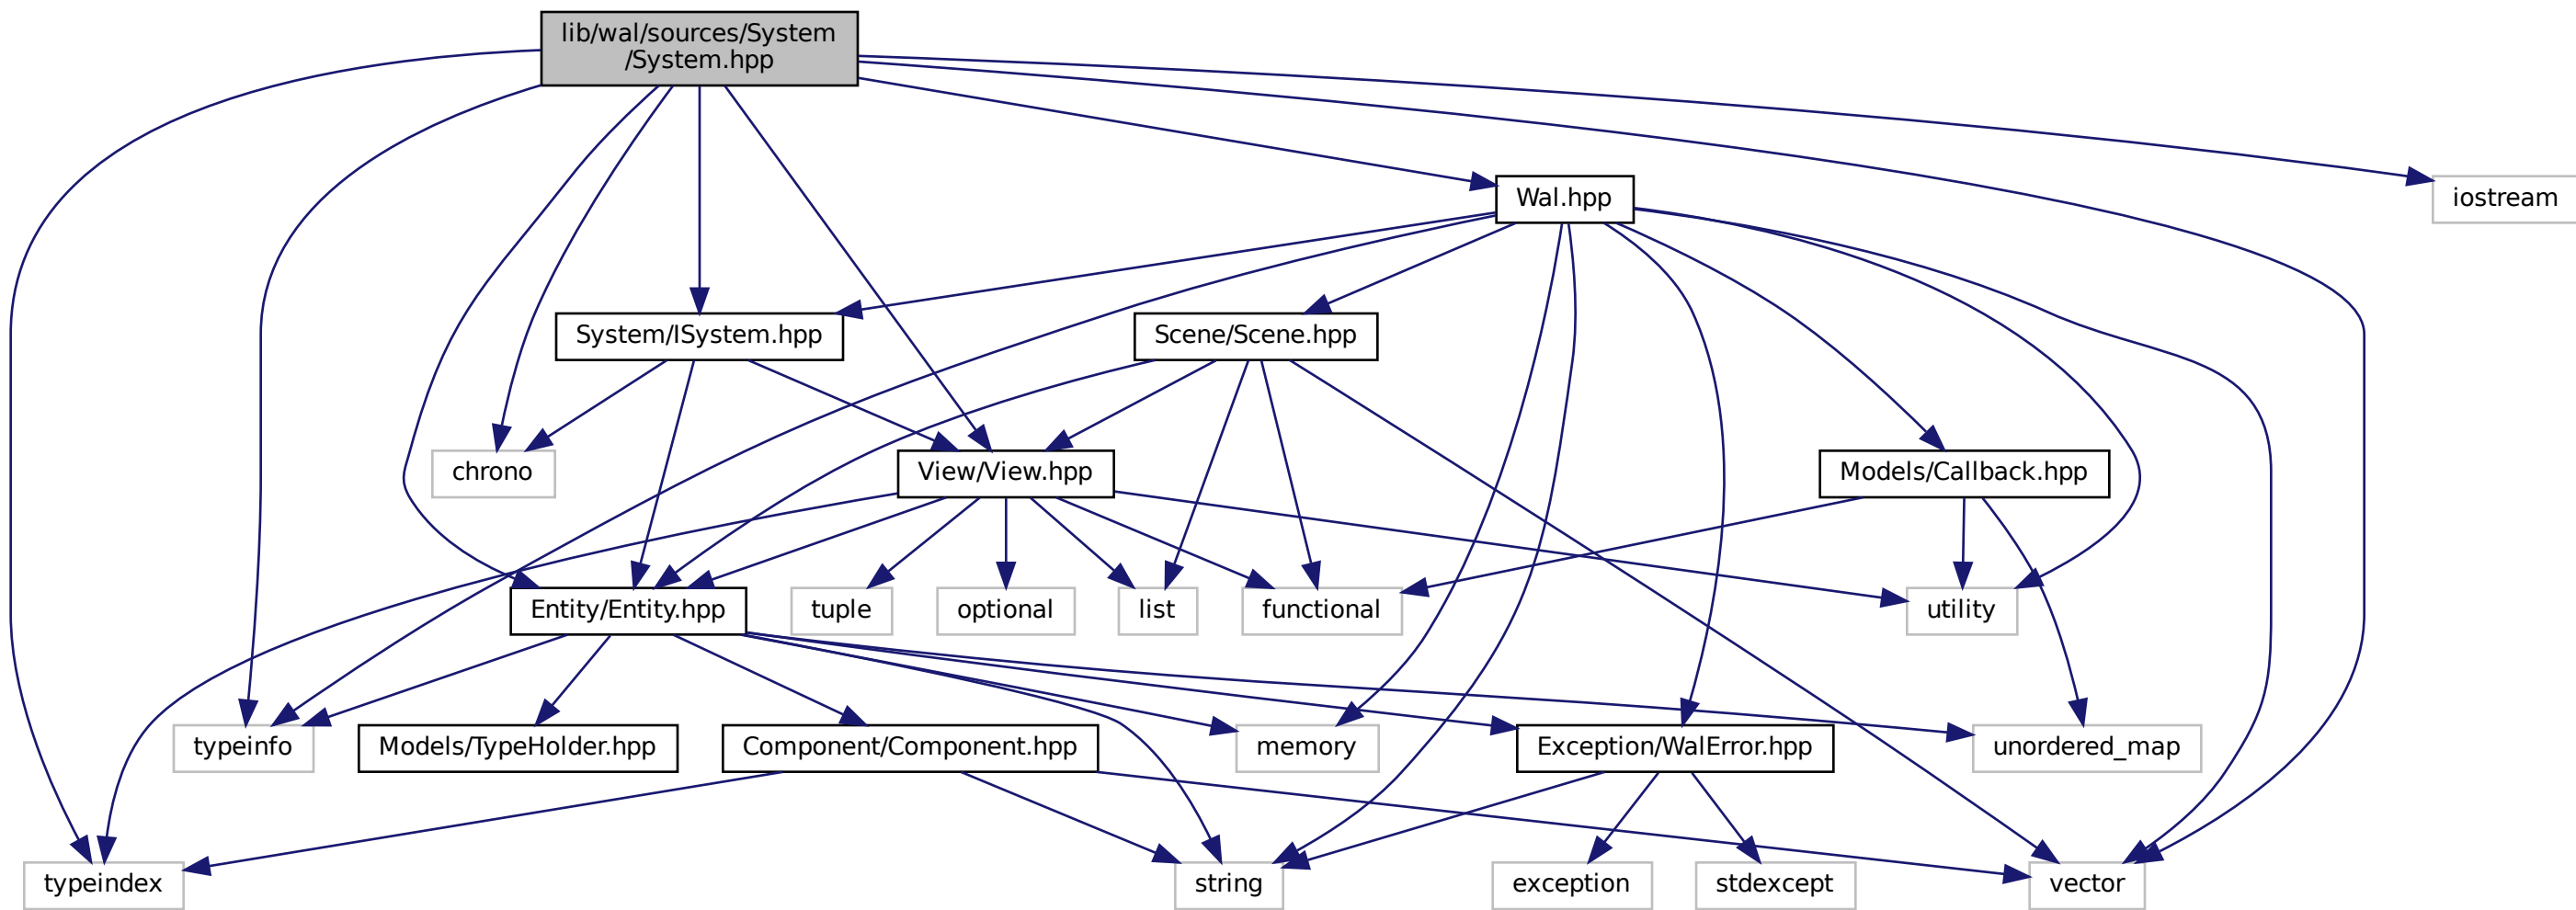 lib/wal/sources/System
/System.hpp
Wal.hpp
iostream
System/ISystem.hpp
Scene/Scene.hpp
chrono
View/View.hpp
Models/Callback.hpp
Entity/Entity.hpp
tuple
optional
list
functional
utility
typeinfo
Models/TypeHolder.hpp
Component/Component.hpp
memory
Exception/WalError.hpp
unordered_map
typeindex
string
exception
stdexcept
vector